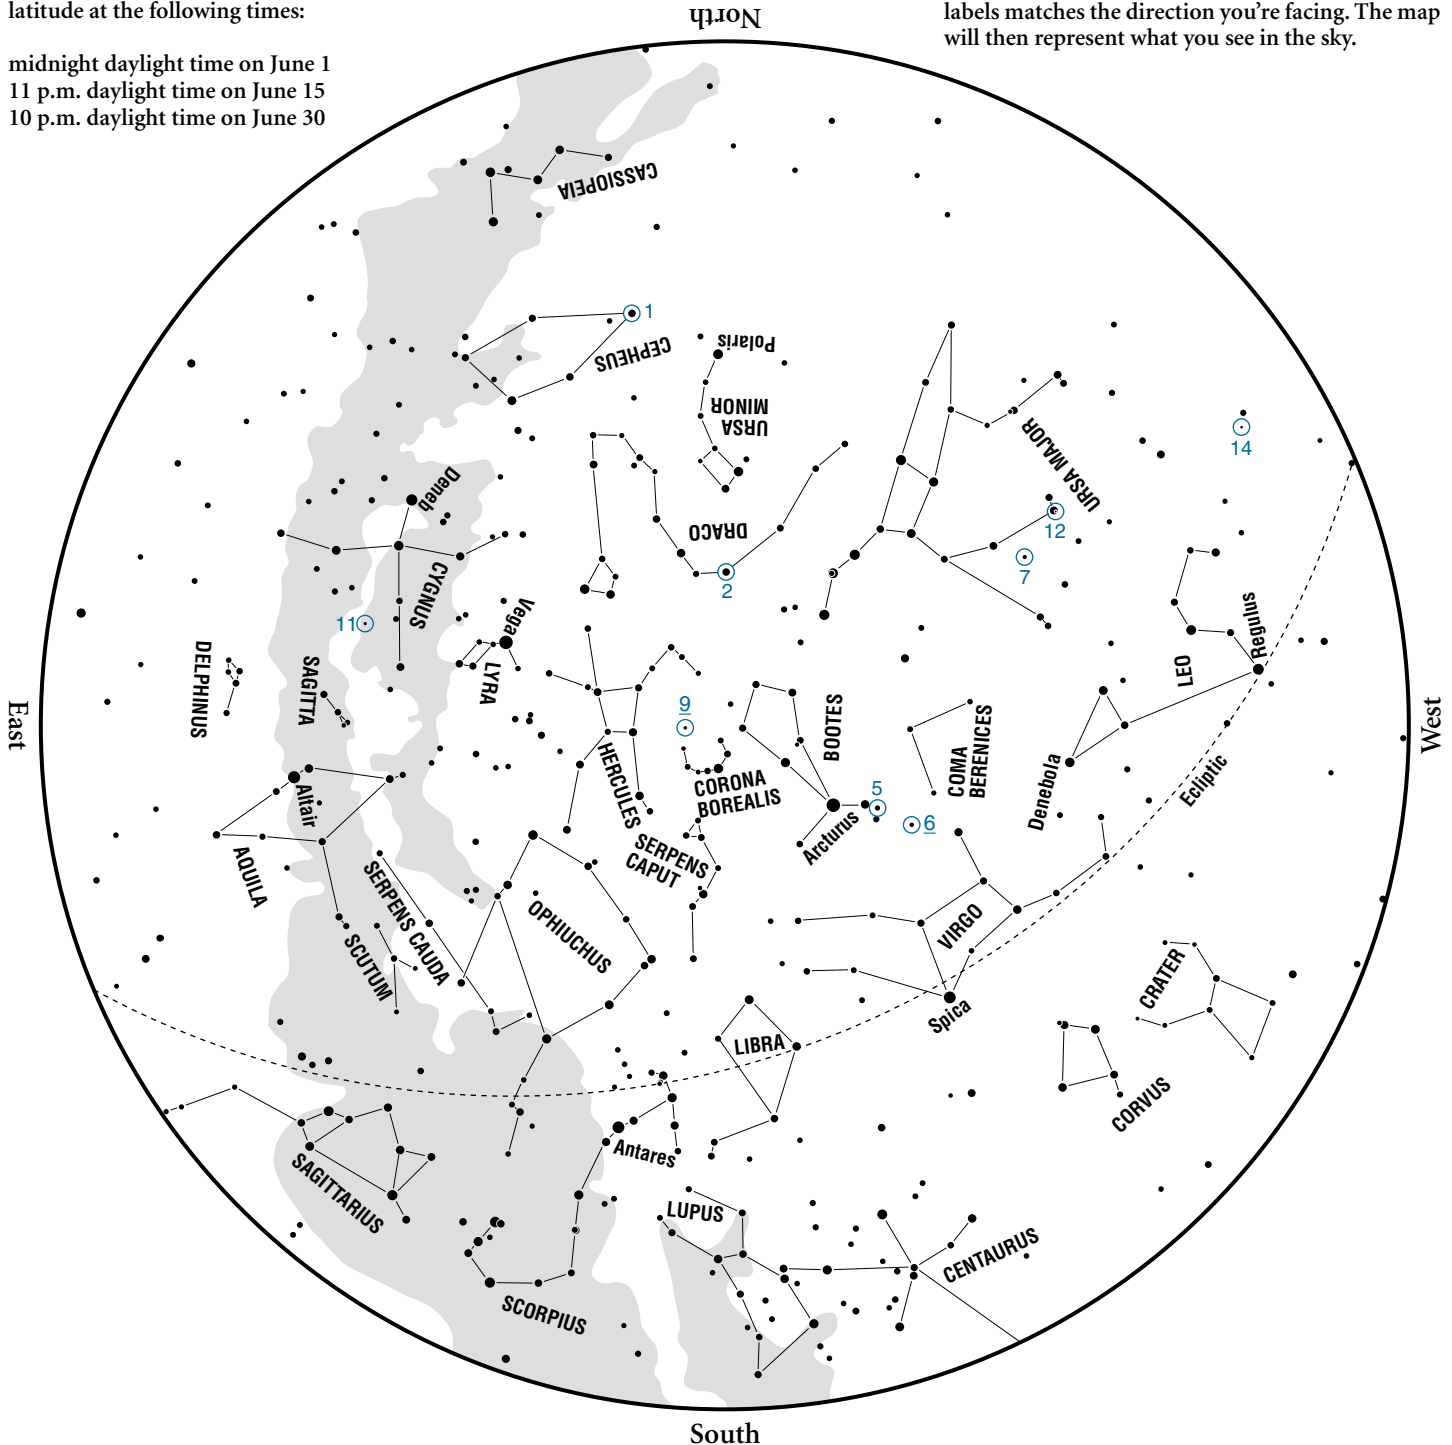 latitude at the following times:
midnight daylight time on June 1
11 p.m. daylight time on June 15
10 p.m. daylight time on June 30
labels matches the direction you're facing. The map
will then represent what you see in the sky.
North
CASSIOPEIA
1
CEPHEUS
Polaris
URSA
MINOR
URSA MAJOR
14
Deneb
DRACO
12
7
2
CYGNUS
11
Vega
LYRA
DELPHINUS
SAGITTA
Regulus
LEO
9
BOOTES
COMA
BERENICES
East
West
HERCULES
CORONA
BOREALIS
Denebola
Ecliptic
Altair
5
6
Arcturus
SERPENS
CAPUT
AQUILA
SERPENS CAUDA
OPHIUCHUS
VIRGO
SCUTUM
CRATER
Spica
LIBRA
CORVUS
Antares
SAGITTARIUS
LUPUS
CENTAURUS
SCORPIUS
South